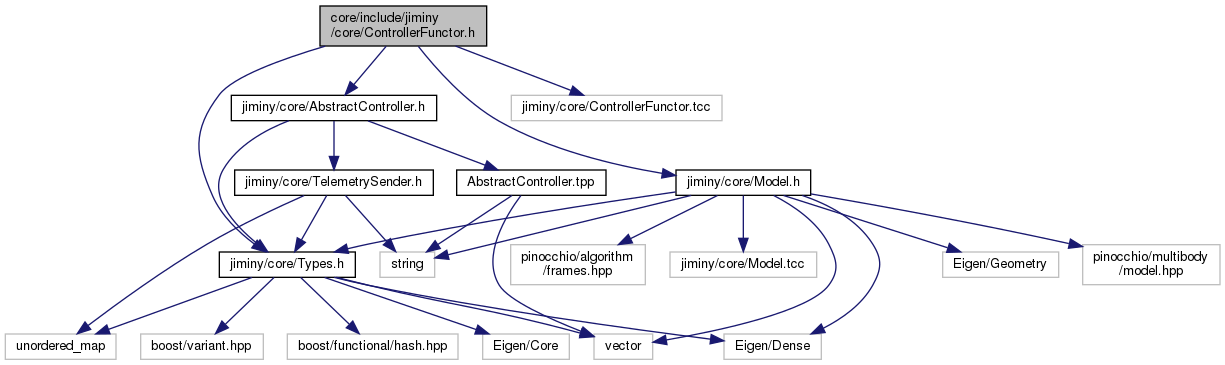 core/include/jiminy
/core/ControllerFunctor.h
jiminy/core/AbstractController.h
jiminy/core/ControllerFunctor.tcc
jiminy/core/TelemetrySender.h
AbstractController.tpp
jiminy/core/Model.h
jiminy/core/Types.h
string
pinocchio/algorithm
/frames.hpp
jiminy/core/Model.tcc
Eigen/Geometry
pinocchio/multibody
/model.hpp
unordered_map
boost/variant.hpp
boost/functional/hash.hpp
Eigen/Core
vector
Eigen/Dense